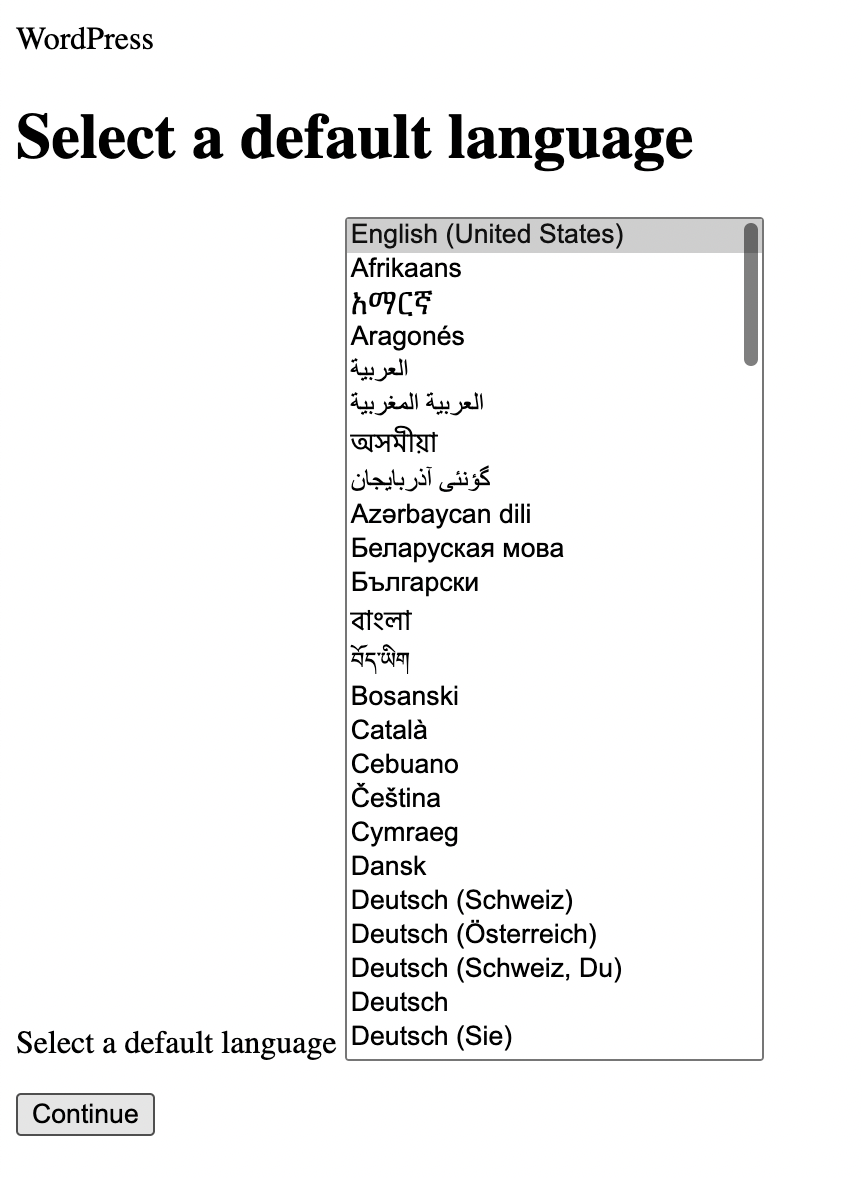 WordPress
Select a default language
English (United States)
Afrikaans
አማርኛ
Aragonés
العربية
العربية المغربية
অসমীয়া
گؤنئی آذربایجان
Azərbaycan dili
Беларуская мова
Български
বাংলা
བོད་ཡིག
Bosanski
Català
Cebuano
Čeština
Cymraeg
Dansk
Deutsch (Schweiz)
Deutsch (Österreich)
Deutsch (Schweiz, Du)
Deutsch
Deutsch (Sie)
Select a default language
Continue